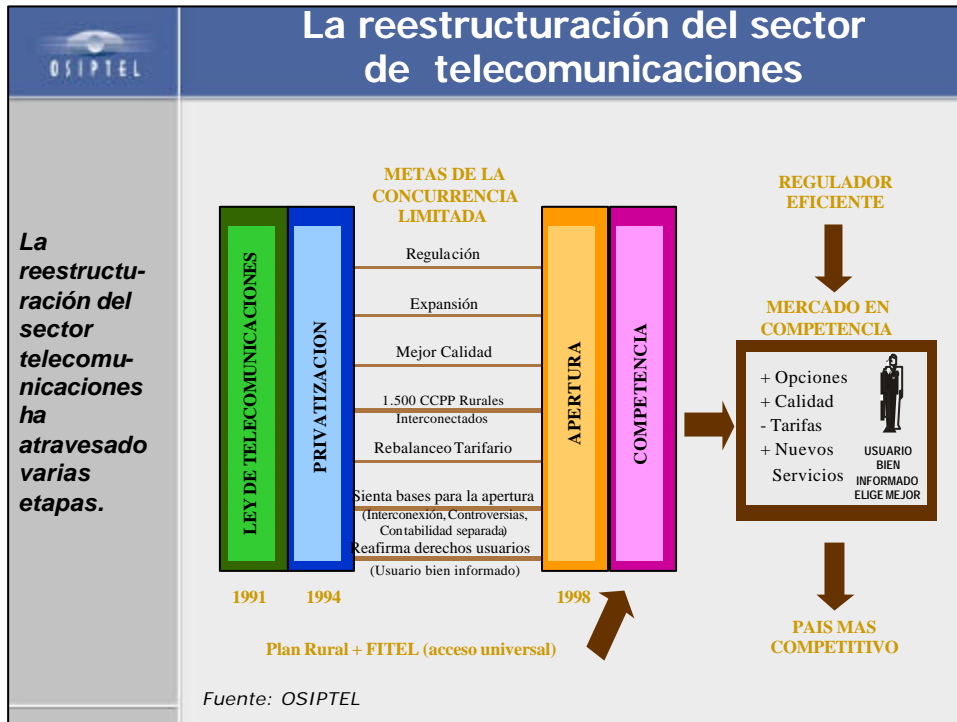 OSIPTEL
La reestructuración del sector
de telecomunicaciones
La
reestructu-
ración del
sector
telecomu-
nicaciones
ha
atravesado
varias
etapas.
METAS DE LA
CONCURRENCIA
LIMITADA
LEY DE TELECOMUNICACIONES
PRIVATIZACION
Regulación
Expansión
Mejor Calidad
1.500 CCPP Rurales
Interconectados
Rebalanceo Tarifario
Sienta bases para la apertura
(Interconexión, Controversias,
Contabilidad separada)
Reafirma derechos usuarios
(Usuario bien informado)
APERTURA
COMPETENCIA
1991
1994
1998
Plan Rural + FITEL (acceso universal)
REGULADOR
EFICIENTE
MERCADO EN
COMPETENCIA
+ Opciones
+ Calidad
- Tarifas
+ Nuevos
Servicios
USUARIO
BIEN
INFORMADO
ELIGE MEJOR
PAIS MAS
COMPETITIVO
Fuente: OSIPTEL